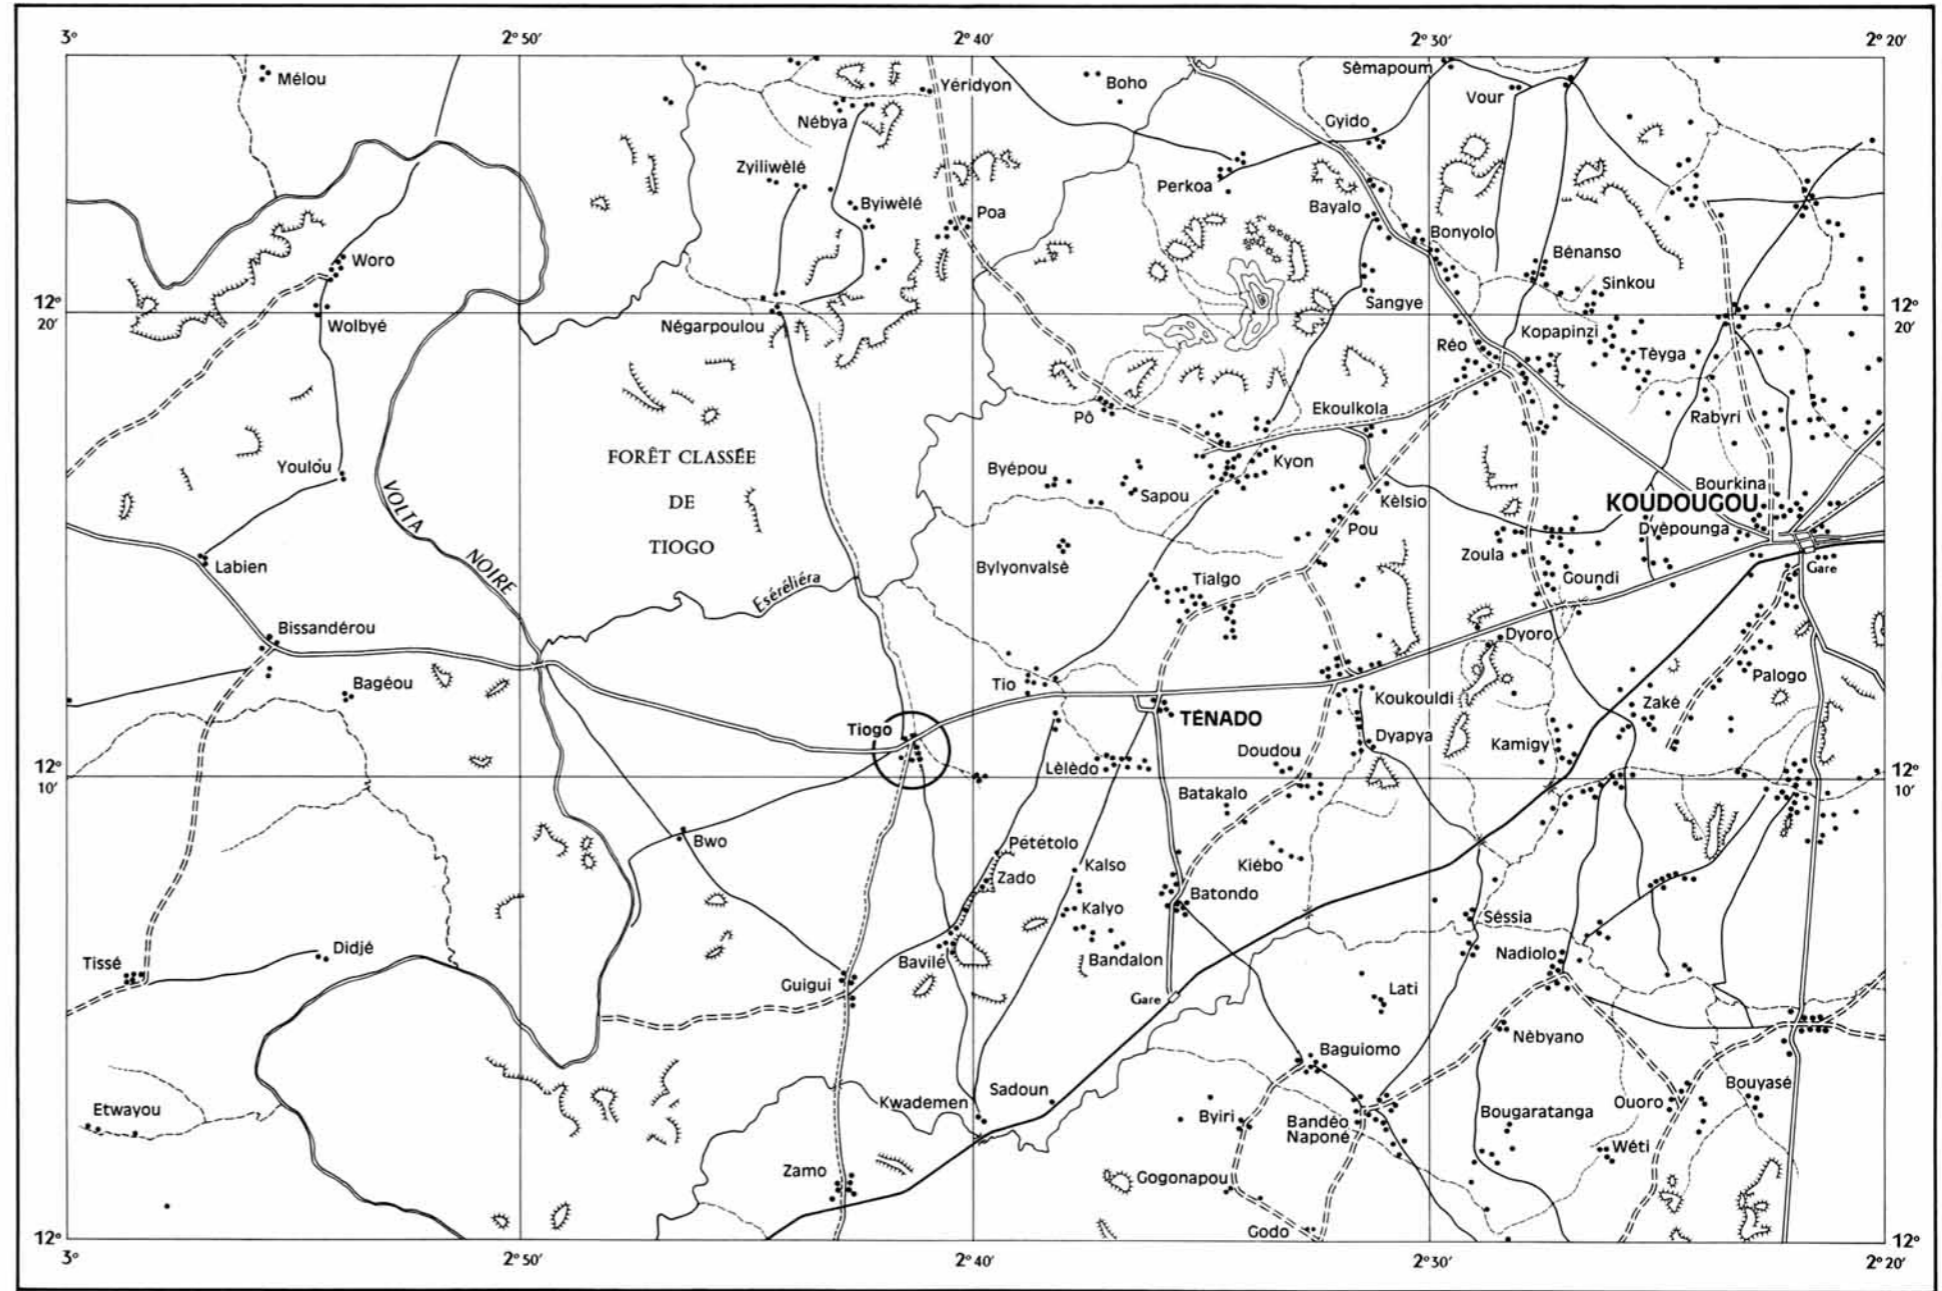 3° 2°50' 2°40' 2°30' 2°20'
Mélou
Yéridyon
Boho
Sèmapoum
Vour
Nébya
Gyido
Zyiliwèlé
Perkoa
Byiwèlé
Poa
Bayalo
Bonyolo
Woro
Bénanso
Sinkou
Sangye
12°
20'
Wolbyé
Négarpoulou
Kopapinzi
12°
20'
Réo
Tèyga
Pô
Ekoulkola
Rabyri
FORÊT CLASSÉE
DE
TIOGO
Youlou
Byépou
Kyon
Sapou
Bourkina
VOLTA
NOIRE
KOUDOUGOU
Kèlsio
Pou
Dyèpounga
Zoula
Labien
Bylyonvalsè
Tialgo
Goundi
Gare
Eséréliéra
Bissandérou
Dyoro
Bagéou
Tio
Koukouldi
Palogo
Zaké
TÉNADO
Tiogo
Doudou
Dyapya
Kamigy
Lèlèdo
12°
10'
12°
10'
Batakalo
Bwo
Pététolo
Kalso
Kiébo
Zado
Batondo
Kalyo
Séssia
Didjé
Tissé
Bavilé
Bandalon
Nadiolo
Guigui
Gare
Lati
Nèbyano
Baguiomo
Bouyasé
Sadoun
Kwademen
Etwayou
Byiri
Bandéo
Naponé
Bougaratanga
Ouoro
Wéti
Zamo
Gogonapou
Godo
12°
12°
3° 2°50' 2°40' 2°30' 2°20'